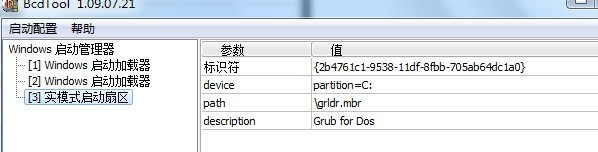 BcdTool 1.09.07.21
启动配置 帮助
Windows 启动管理器
[1] Windows 启动加载器
[2] Windows 启动加载器
[3] 实模式启动扇区
参数 值
标识符 {2b4761c1-9538-11df-8fbb-705ab64dc1a0}
device partition=C:
path \grldr.mbr
description Grub for Dos